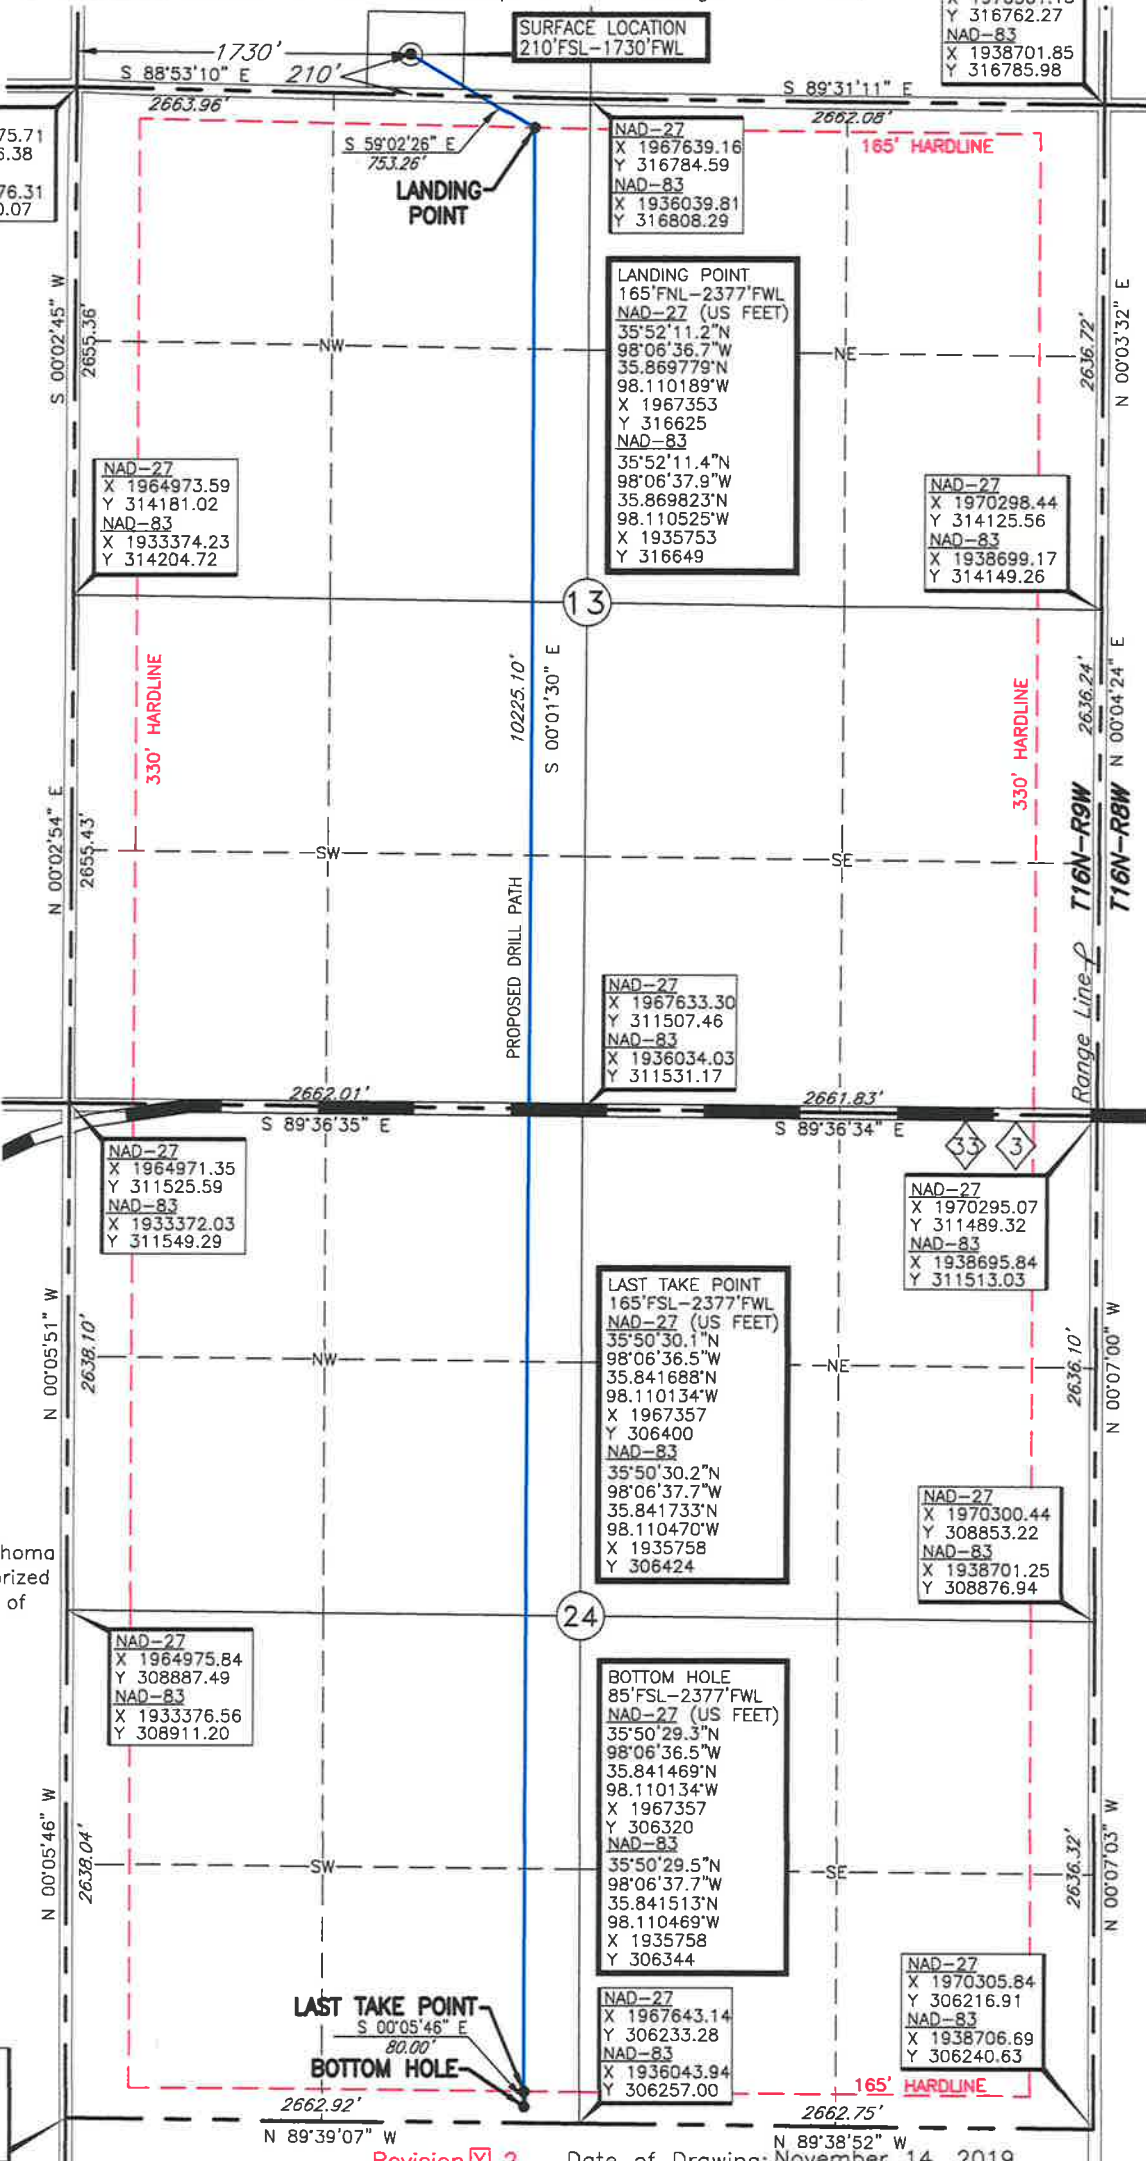 SURFACE LOCATION
210'FSL-1730'FWL
Y 316762.27
NAD-83
X 1938701.85
Y 316785.98
1730'
S 88°53'10" E
210'
2663.96'
S 89°31'11" E
2662.08'
165' HARDLINE
75.71
6.38
76.31
0.07
S 59°02'26" E
753.26'
LANDING
POINT
NAD-27
X 1967639.16
Y 316784.59
NAD-83
X 1936039.81
Y 316808.29
LANDING POINT
165'FNL-2377'FWL
NAD-27 (US FEET)
35°52'11.2"N
98°06'36.7"W
35.869779°N
98.110189°W
X 1967353
Y 316625
NAD-83
35°52'11.4"N
98°06'37.9"W
35.869823°N
98.110525°W
X 1935753
Y 316649
S 00°02'45" W
2655.36'
NW
NE
2636.72'
N 00°03'32" E
NAD-27
X 1964973.59
Y 314181.02
NAD-83
X 1933374.23
Y 314204.72
NAD-27
X 1970298.44
Y 314125.56
NAD-83
X 1938699.17
Y 314149.26
13
330' HARDLINE
10225.10'
S 00°01'30" E
330' HARDLINE
2636.24'
N 00°04'24" E
N 00°02'54" E
2655.43'
SW
SE
T16N-R9W
T16N-R8W
PROPOSED DRILL PATH
Range Line
NAD-27
X 1967633.30
Y 311507.46
NAD-83
X 1936034.03
Y 311531.17
2662.01'
S 89°36'35" E
2661.83'
S 89°36'34" E
33
3
NAD-27
X 1964971.35
Y 311525.59
NAD-83
X 1933372.03
Y 311549.29
NAD-27
X 1970295.07
Y 311489.32
NAD-83
X 1938695.84
Y 311513.03
LAST TAKE POINT
165'FSL-2377'FWL
NAD-27 (US FEET)
35°50'30.1"N
98°06'36.5"W
35.841688°N
98.110134°W
X 1967357
Y 306400
NAD-83
35°50'30.2"N
98°06'37.7"W
35.841733°N
98.110470°W
X 1935758
Y 306424
N 00°05'51" W
2638.10'
NW
NE
2636.10'
N 00°07'00" W
NAD-27
X 1970300.44
Y 308853.22
NAD-83
X 1938701.25
Y 308876.94
homa
rized
of
24
NAD-27
X 1964975.84
Y 308887.49
NAD-83
X 1933376.56
Y 308911.20
BOTTOM HOLE
85'FSL-2377'FWL
NAD-27 (US FEET)
35°50'29.3"N
98°06'36.5"W
35.841469°N
98.110134°W
X 1967357
Y 306320
NAD-83
35°50'29.5"N
98°06'37.7"W
35.841513°N
98.110469°W
X 1935758
Y 306344
N 00°05'46" W
2638.04'
SW
SE
2636.32'
N 00°07'03" W
LAST TAKE POINT
S 00°05'46" E
80.00'
BOTTOM HOLE
NAD-27
X 1967643.14
Y 306233.28
NAD-83
X 1936043.94
Y 306257.00
NAD-27
X 1970305.84
Y 306216.91
NAD-83
X 1938706.69
Y 306240.63
165' HARDLINE
2662.92'
N 89°39'07" W
2662.75'
N 89°38'52" W
Revision Y 2
Date of Drawing: November 14, 2019